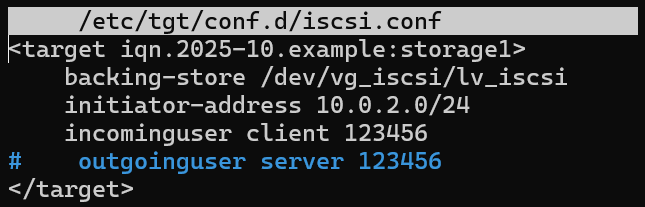 /etc/tgt/conf.d/iscsi.conf
<target iqn.2025-10.example:storage1>
    backing-store /dev/vg_iscsi/lv_iscsi
    initiator-address 10.0.2.0/24
    incominguser client 123456
#    outgoinguser server 123456
</target>